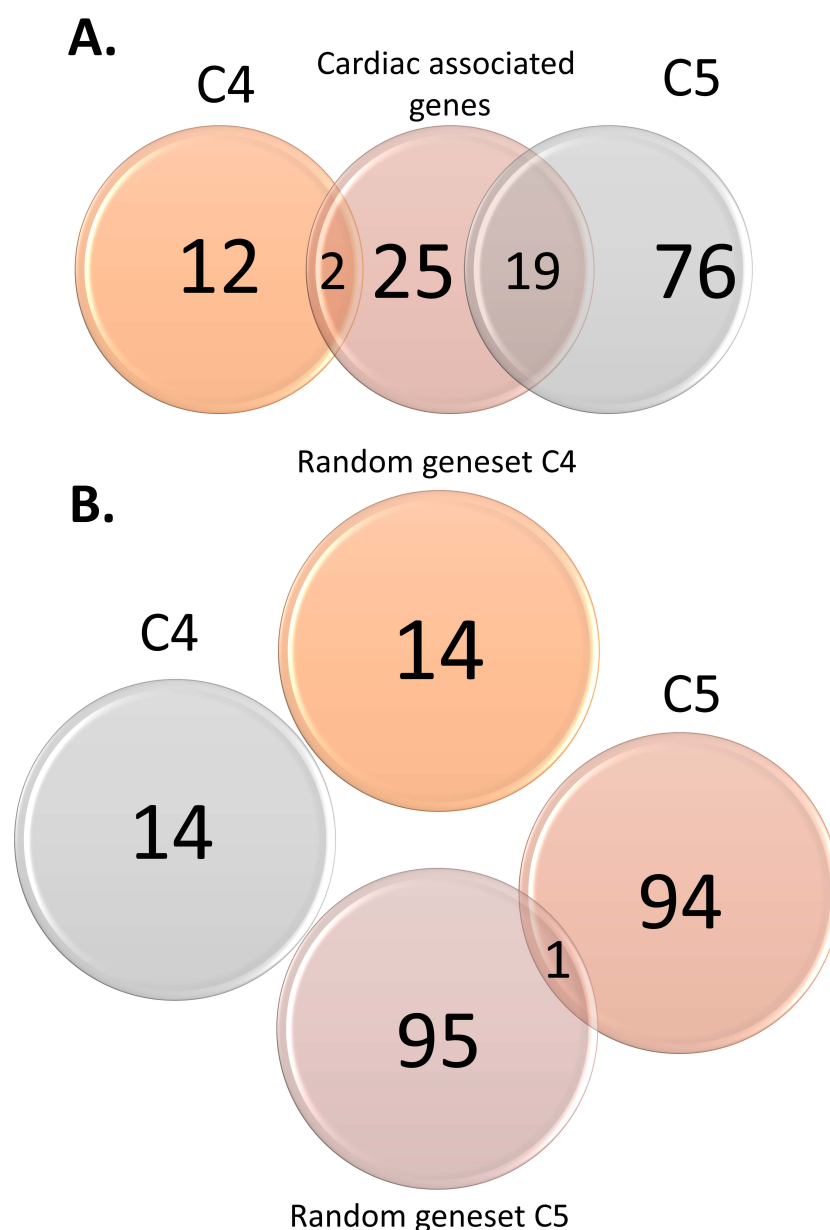 A.
C4
Cardiac associated
genes
C5
12
2
25
19
76
Random geneset C4
B.
14
C4
C5
14
94
1
95
Random geneset C5